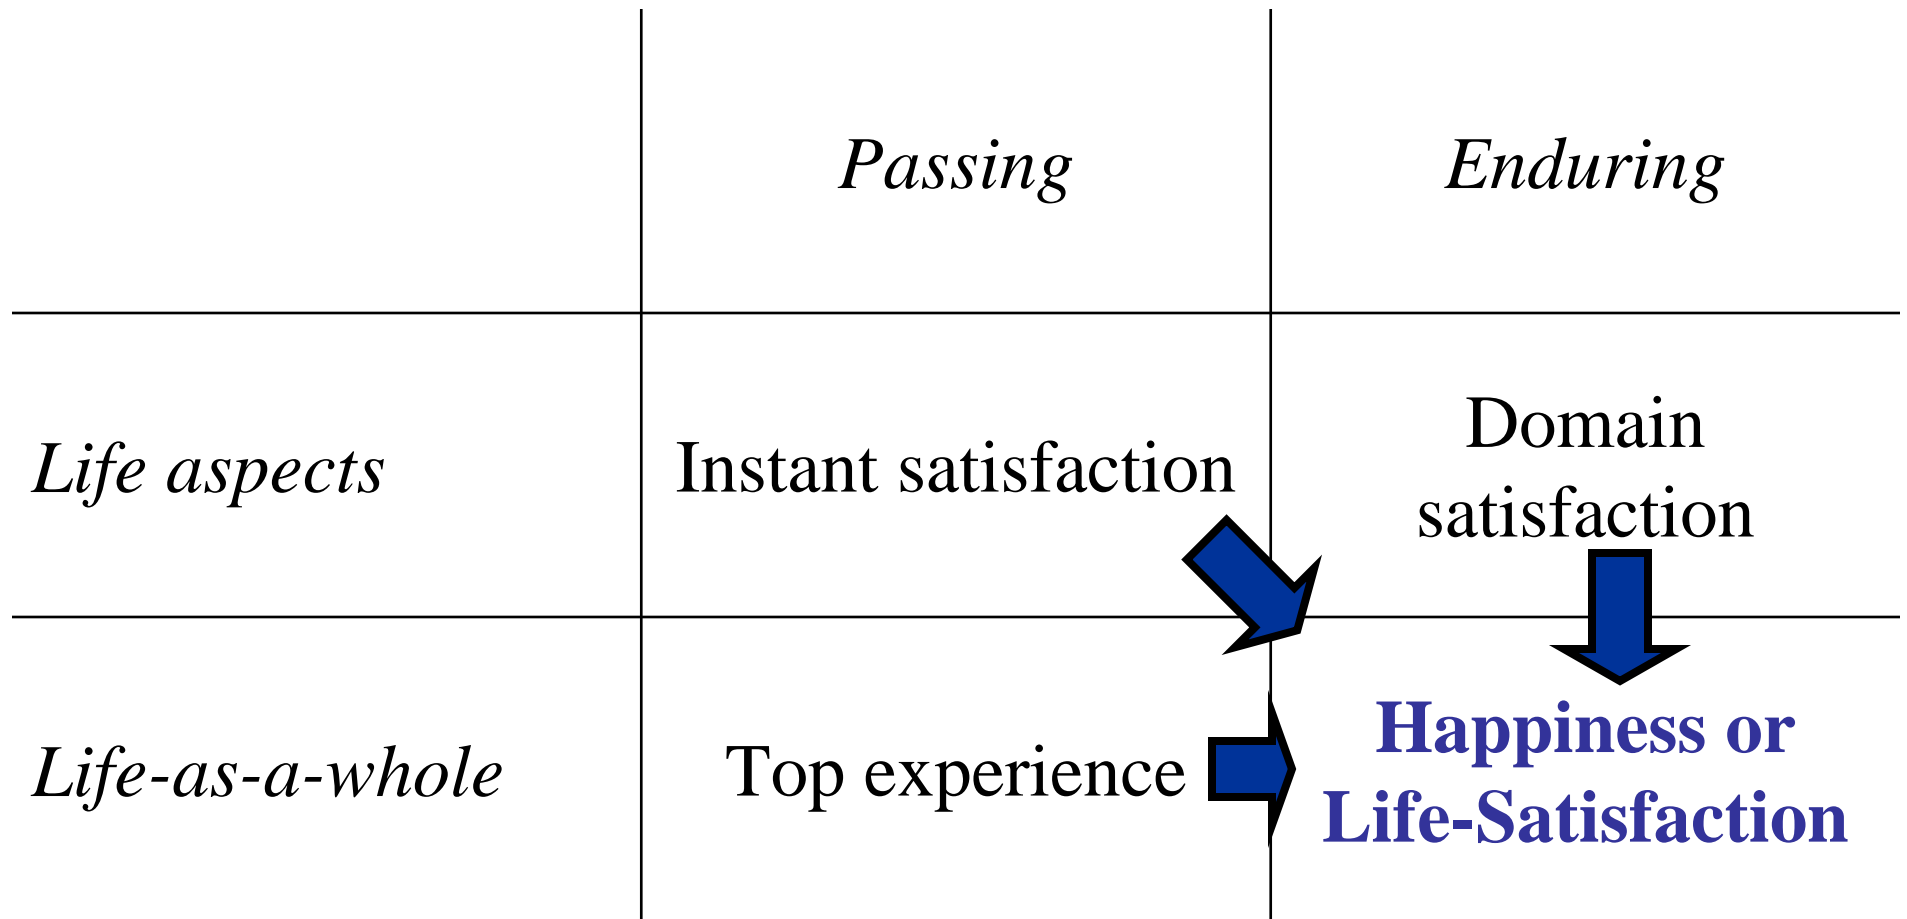 Passing
Enduring
Life aspects
Instant satisfaction
Domain
satisfaction
Life-as-a-whole
Top experience
Happiness or
Life-Satisfaction